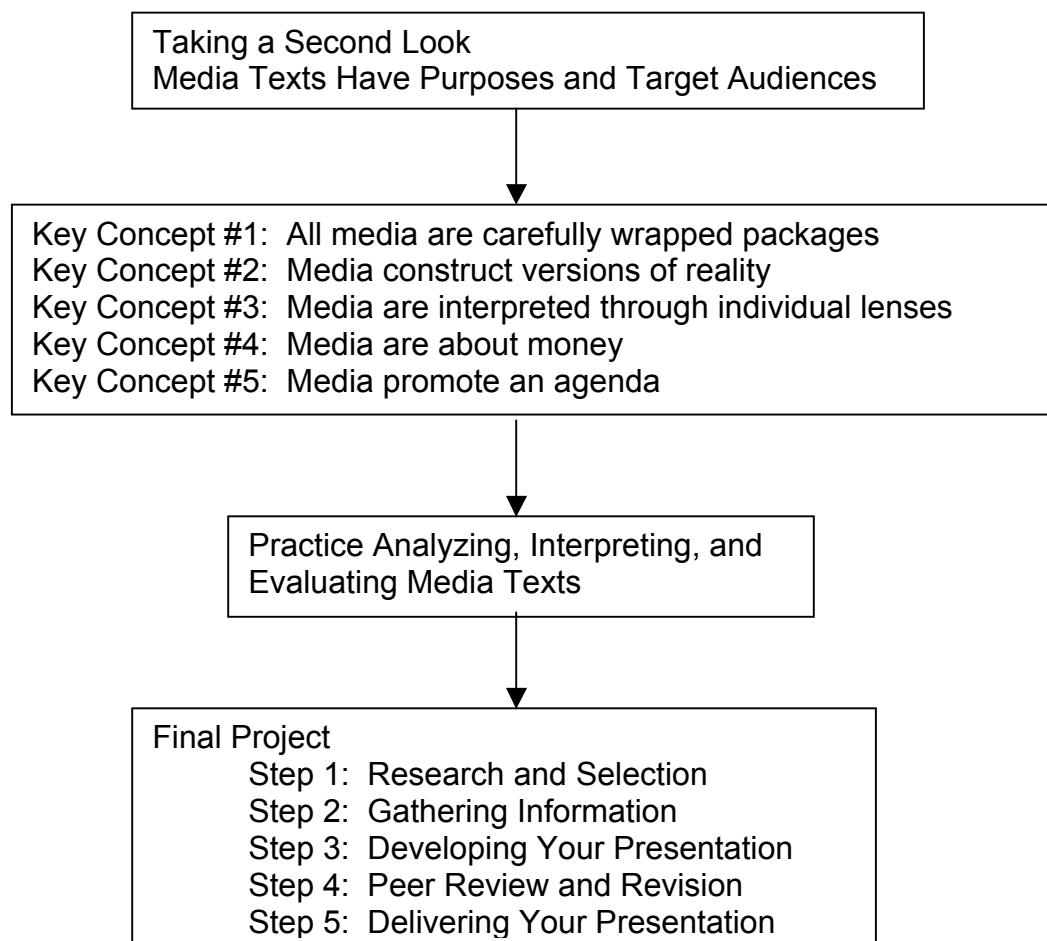 Taking a Second Look
Media Texts Have Purposes and Target Audiences
Key Concept #1:  All media are carefully wrapped packages
Key Concept #2:  Media construct versions of reality
Key Concept #3:  Media are interpreted through individual lenses
Key Concept #4:  Media are about money
Key Concept #5:  Media promote an agenda
Practice Analyzing, Interpreting, and
Evaluating Media Texts
Final Project
Step 1:  Research and Selection
Step 2:  Gathering Information
Step 3:  Developing Your Presentation
Step 4:  Peer Review and Revision
Step 5:  Delivering Your Presentation